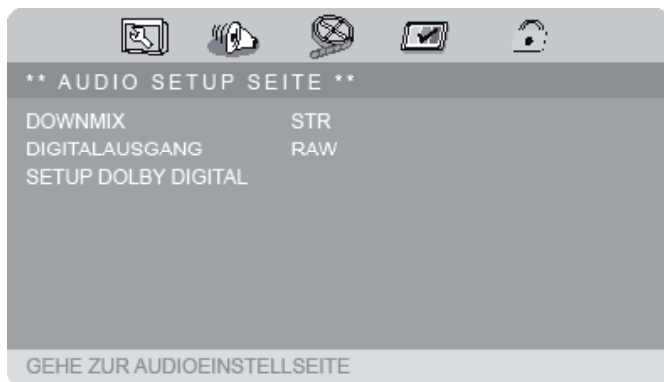 ** AUDIO SETUP SEITE **
DOWNMIX STR
DIGITALAUSGANG RAW
SETUP DOLBY DIGITAL
GEHE ZUR AUDIOEINSTELLSEITE